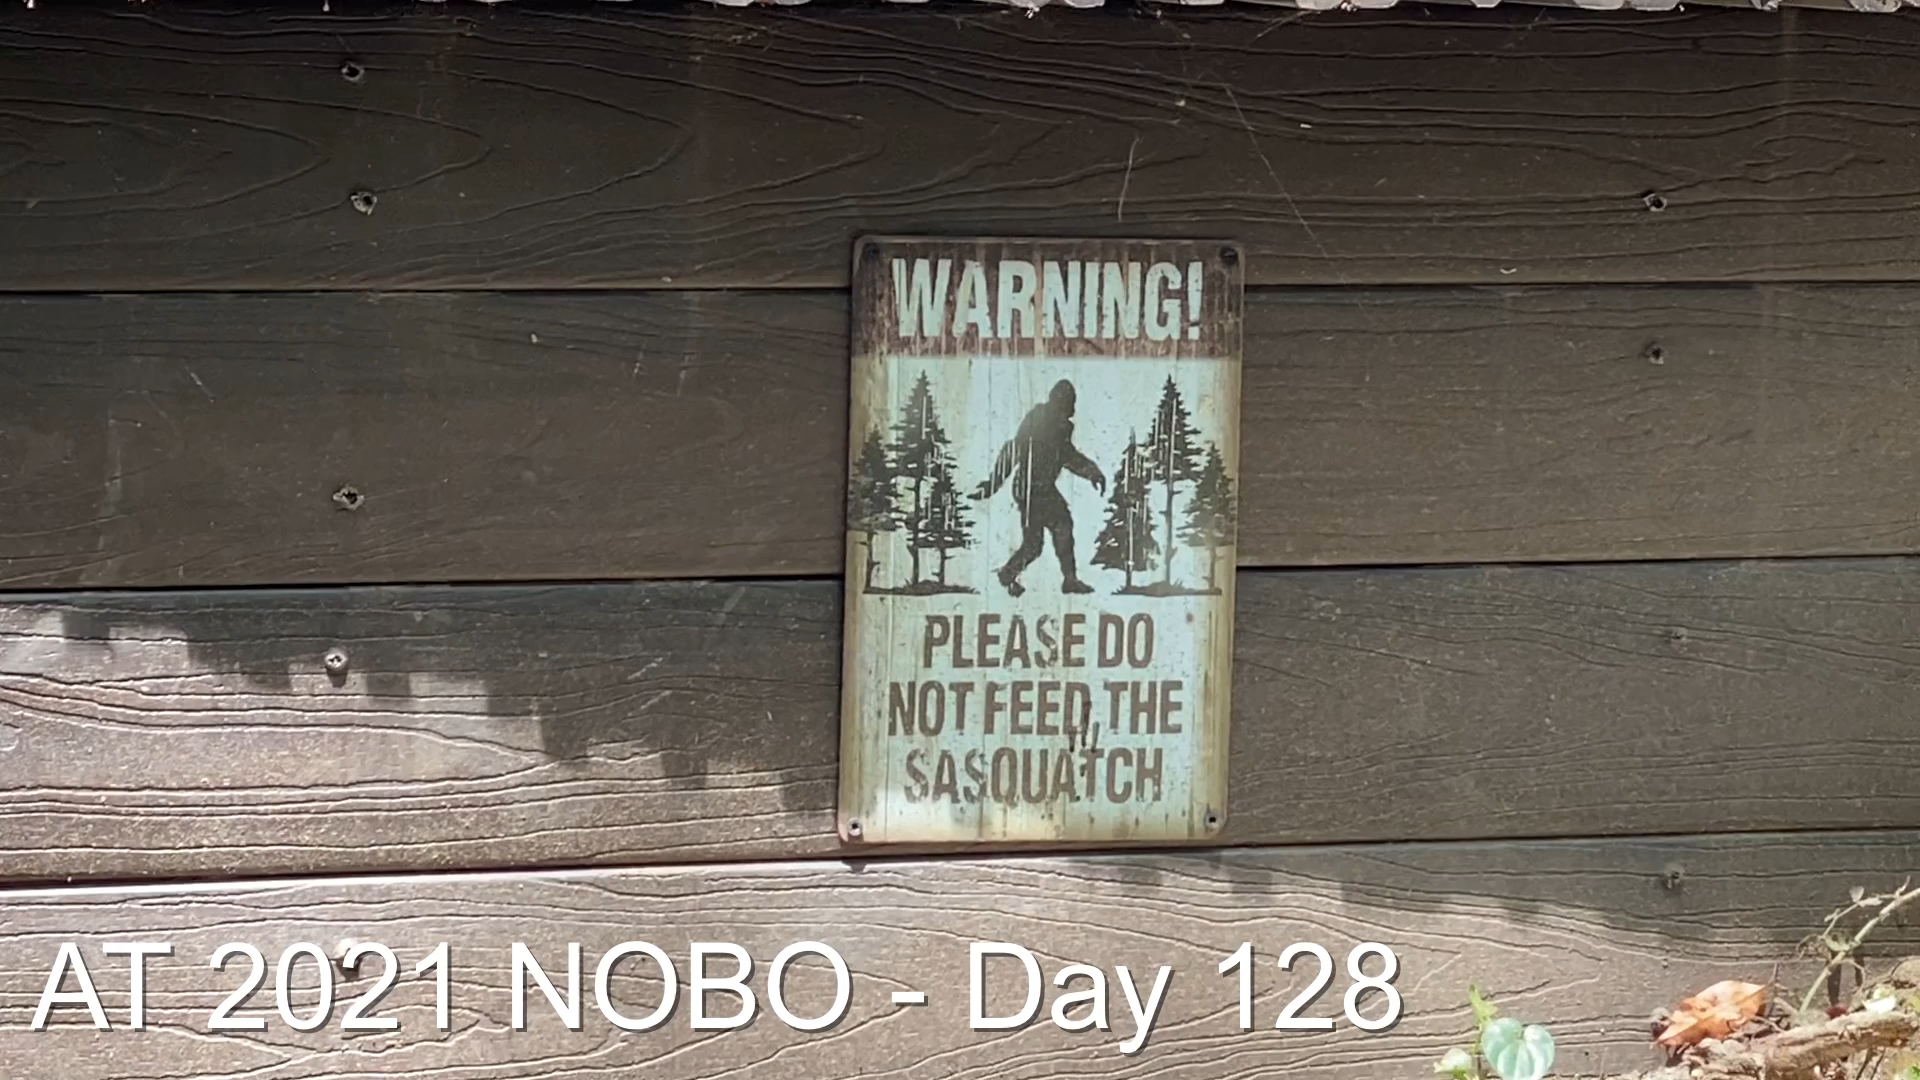 WARNING!
PLEASE DO
NOT FEED THE
SASQUATCH
AT 2021 NOBO - Day 128